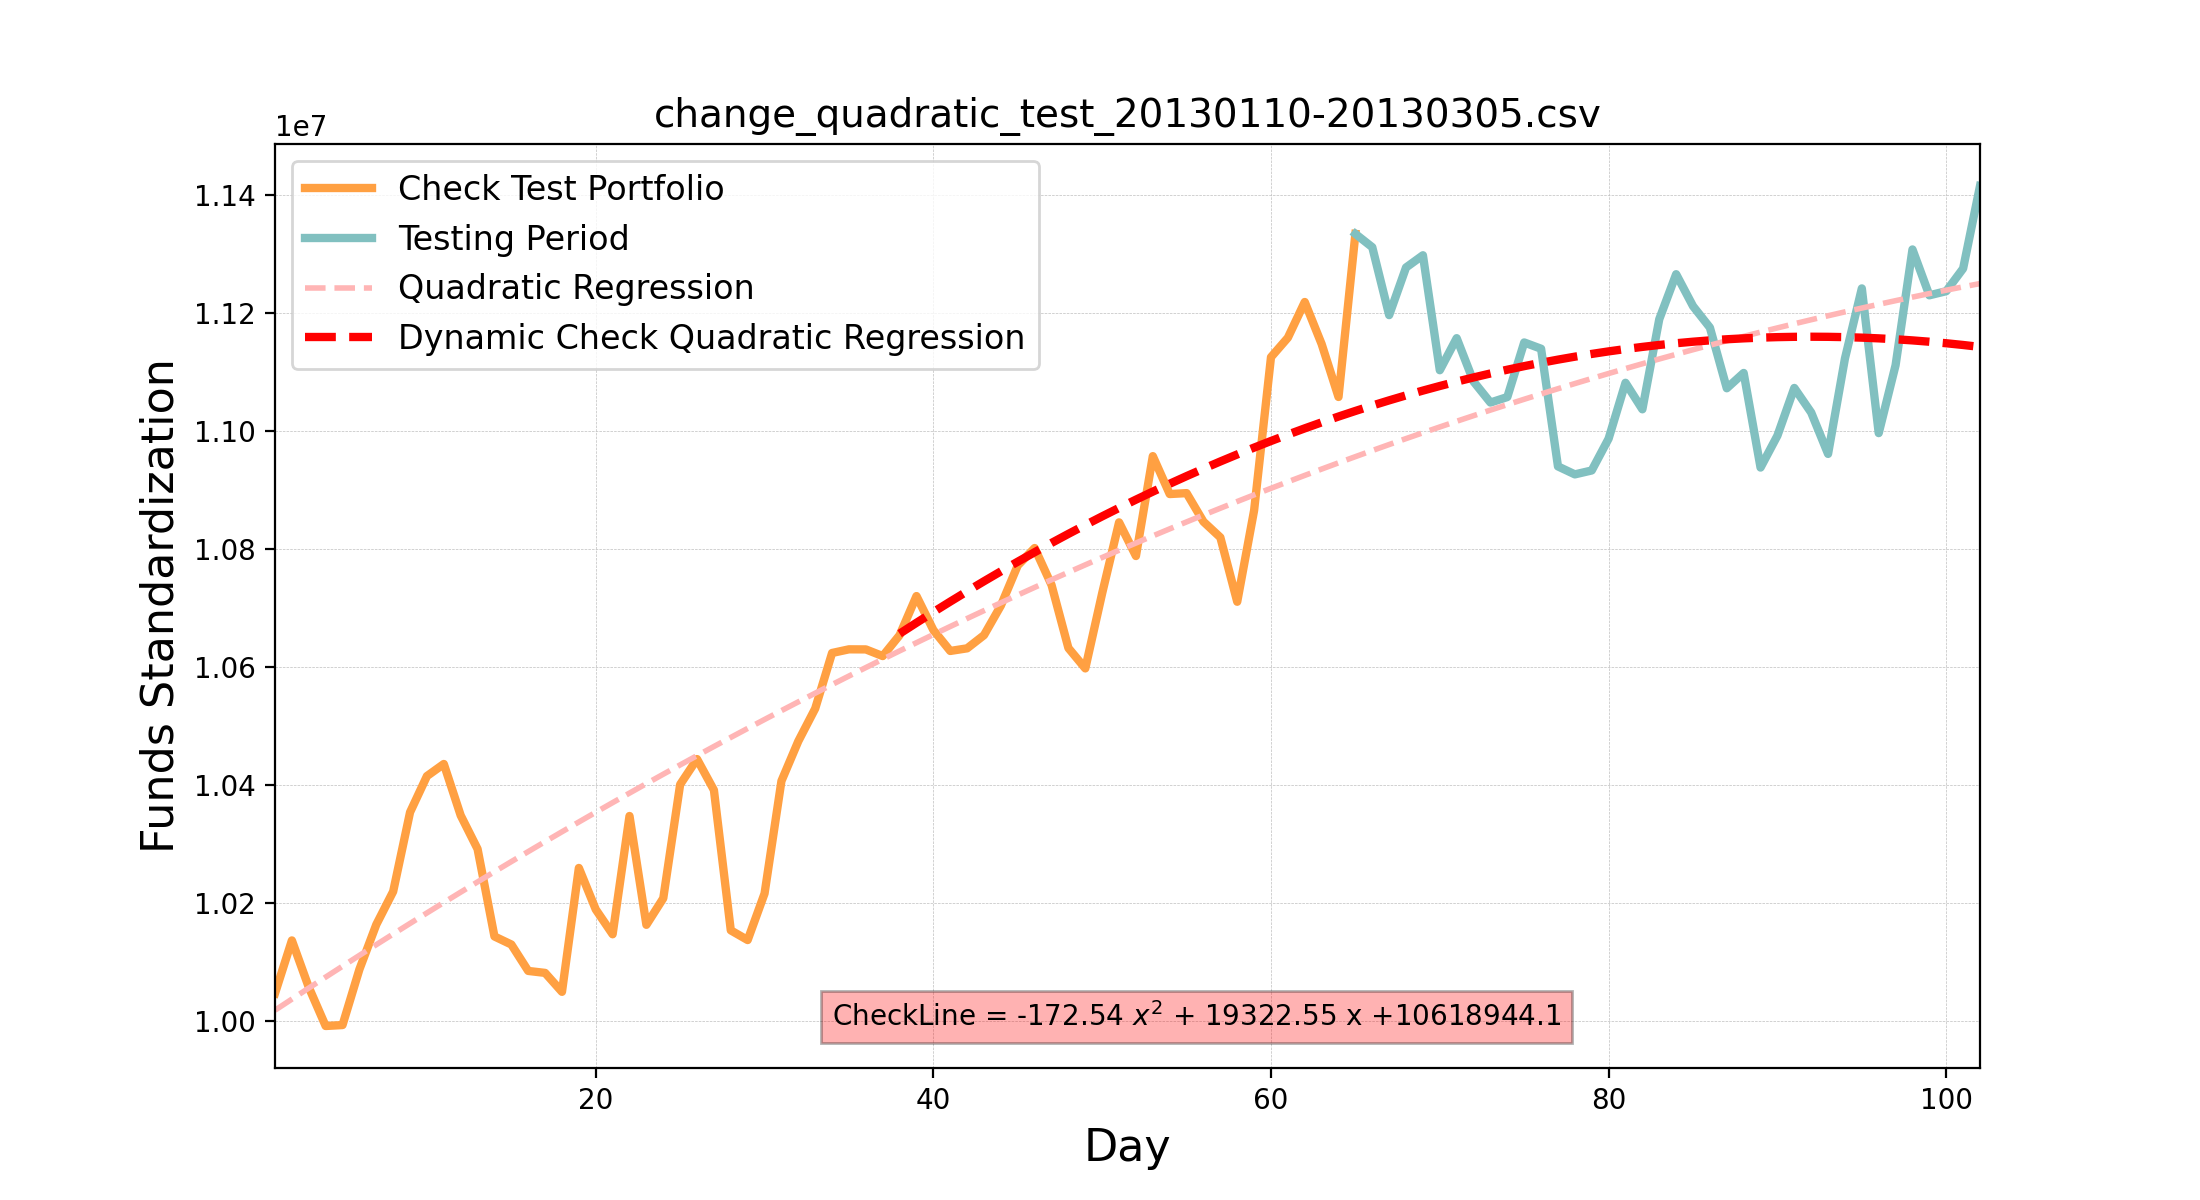 change_quadratic_test_20130110-20130305.csv
1e7
Check Test Portfolio
Testing Period
Quadratic Regression
Dynamic Check Quadratic Regression
1.14
1.12
1.10
1.08
1.06
1.04
1.02
1.00
Funds Standardization
CheckLine = -172.54 x² + 19322.55 x +10618944.1
20 40 60 80 100
Day